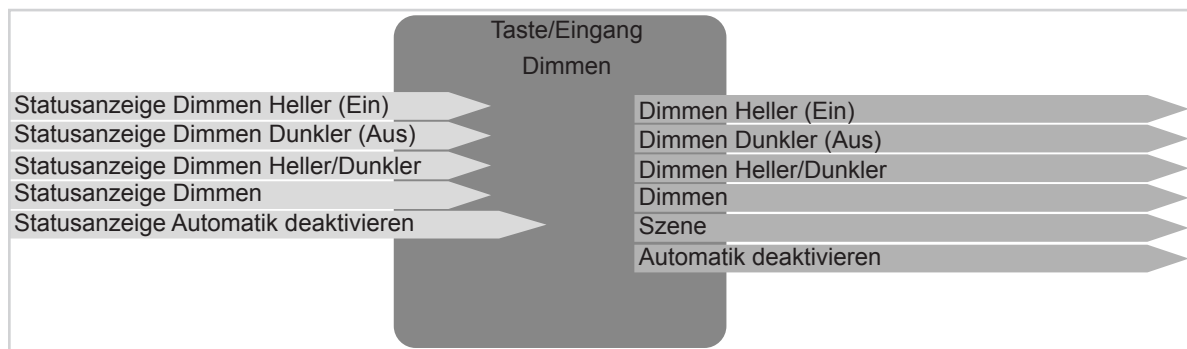 Taste/Eingang
Dimmen
Statusanzeige Dimmen Heller (Ein)
Statusanzeige Dimmen Dunkler (Aus)
Statusanzeige Dimmen Heller/Dunkler
Statusanzeige Dimmen
Statusanzeige Automatik deaktivieren
Dimmen Heller (Ein)
Dimmen Dunkler (Aus)
Dimmen Heller/Dunkler
Dimmen
Szene
Automatik deaktivieren